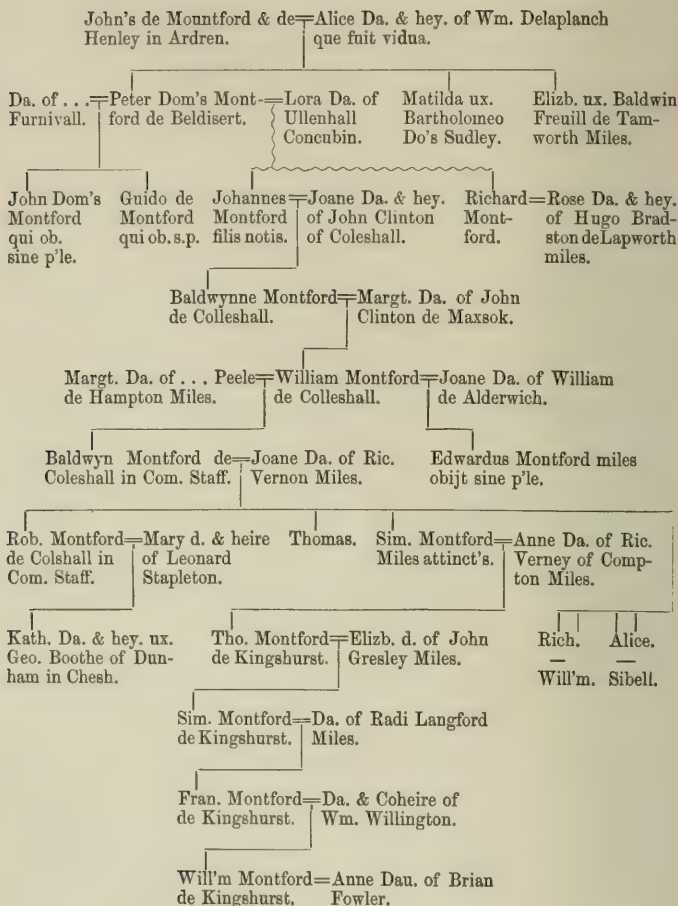 John's de Mountford & de=Alice Da. & hey. of Wm. Delaplanch
Henley in Ardren. que fuit vidua.
Da. of . . .=Peter Dom's Mont-=Lora Da. of Matilda ux. Elizb. ux. Baldwin
Furnivall. ford de Beldisert. Ullenhall Bartholomeo Freuill de Tam-
Concubin. Do's Sudley. worth Miles.
John Dom's Guido de Johannes=Joane Da. & hey. Richard=Rose Da. & hey.
Montford Montford Montford of John Clinton Mont- of Hugo Brad-
qui ob. qui ob. s.p. filis notis. of Coleshall. ford. ston de Lapworth
sine p'le. miles.
Baldwynne Montford=Margt. Da. of John
de Colleshall. Clinton de Maxsok.
Margt. Da. of . . . Peele=William Montford=Joane Da. of William
de Hampton Miles. de Colleshall. de Alderwich.
Baldwyn Montford de=Joane Da. of Ric. Edwardus Montford miles
Coleshall in Com. Staff. Vernon Miles. obijt sine p'le.
Rob. Montford=Mary d. & heire Thomas. Sim. Montford=Anne Da. of Ric.
de Colshall in of Leonard Miles attinct's. Verney of Comp-
Com. Staff. Stapleton. ton Miles.
Kath. Da. & hey. ux. Tho. Montford=Elizb. d. of John Rich. Alice.
Geo. Boothe of Dun- de Kingshurst. Gresley Miles. — —
ham in Chesh. Will'm. Sibell.
Sim. Montford=Da. of Radi Langford
de Kingshurst. Miles.
Fran. Montford=Da. & Coheire of
de Kingshurst. Wm. Willington.
Will'm Montford=Anne Dau. of Brian
de Kingshurst. Fowler.